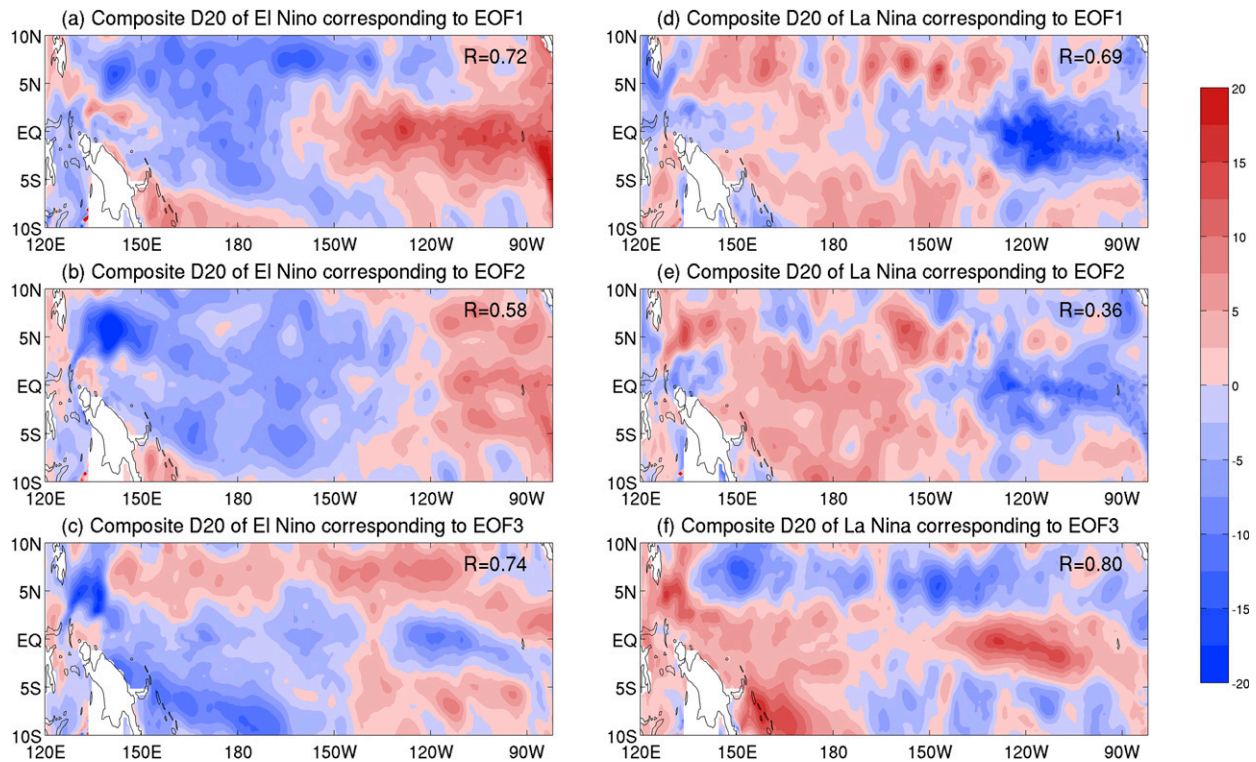 (a) Composite D20 of El Nino corresponding to EOF1
R=0.72
10N
5N
EQ
5S
10S
120E 150E 180 150W 120W 90W
(b) Composite D20 of El Nino corresponding to EOF2
R=0.58
10N
5N
EQ
5S
10S
120E 150E 180 150W 120W 90W
(c) Composite D20 of El Nino corresponding to EOF3
R=0.74
10N
5N
EQ
5S
10S
120E 150E 180 150W 120W 90W
(d) Composite D20 of La Nina corresponding to EOF1
R=0.69
10N
5N
EQ
5S
10S
120E 150E 180 150W 120W 90W
(e) Composite D20 of La Nina corresponding to EOF2
R=0.36
10N
5N
EQ
5S
10S
120E 150E 180 150W 120W 90W
(f) Composite D20 of La Nina corresponding to EOF3
R=0.80
10N
5N
EQ
5S
10S
120E 150E 180 150W 120W 90W
20
15
10
5
0
-5
-10
-15
-20